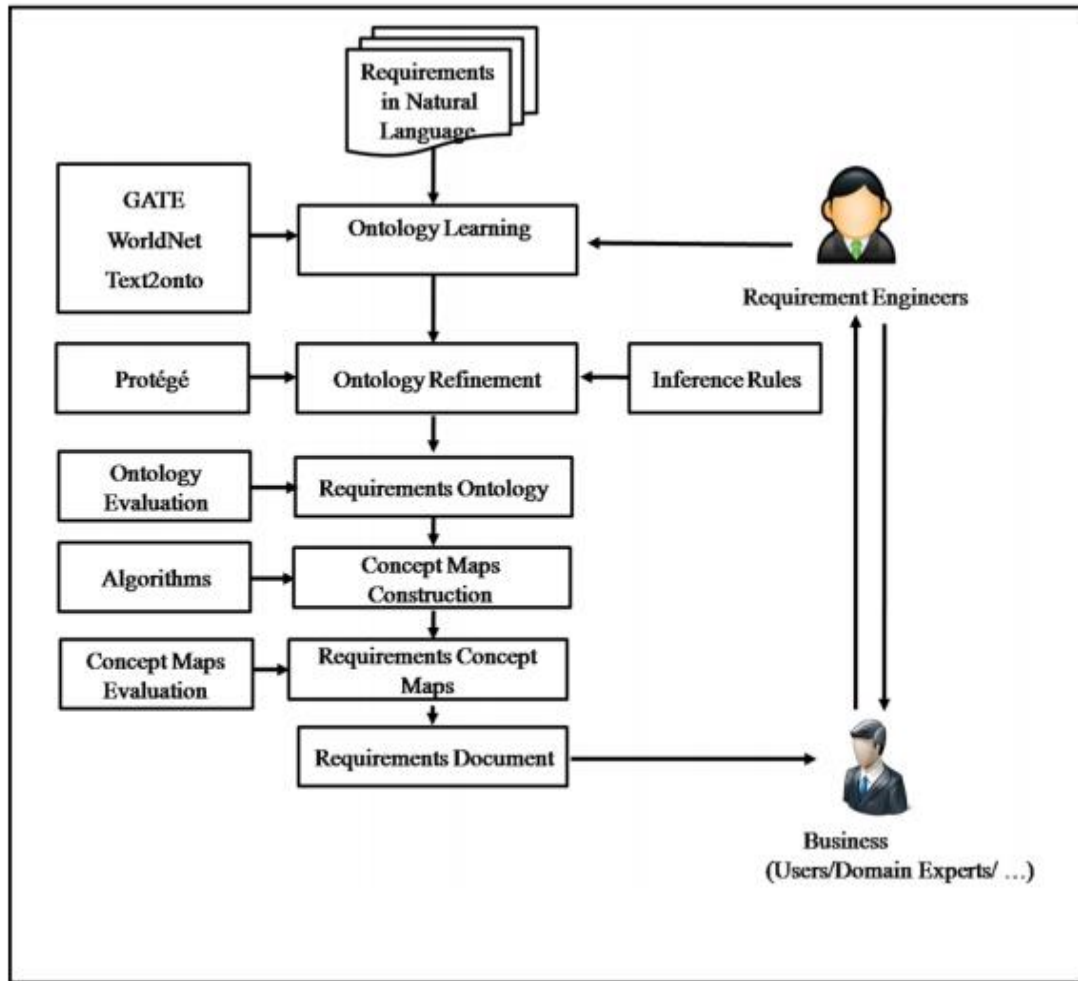 Requirements
in Natural
Language
GATE
WorldNet
Text2onto
Ontology Learning
Requirement Engineers
Protégé
Ontology Refinement
Inference Rules
Ontology
Evaluation
Requirements Ontology
Algorithms
Concept Maps
Construction
Concept Maps
Evaluation
Requirements Concept
Maps
Requirements Document
Business
(Users/Domain Experts/ ...)